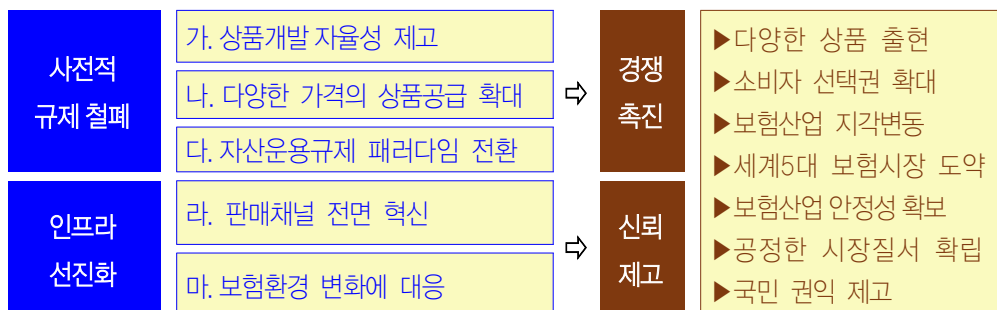 사전적
규제 철폐
가. 상품개발 자율성 제고
나. 다양한 가격의 상품공급 확대
다. 자산운용규제 패러다임 전환
⇨
경쟁
촉진
인프라
선진화
라. 판매채널 전면 혁신
마. 보험환경 변화에 대응
⇨
신뢰
제고
▶다양한 상품 출현
▶소비자 선택권 확대
▶보험산업 지각변동
▶세계5대 보험시장 도약
▶보험산업 안정성 확보
▶공정한 시장질서 확립
▶국민 권익 제고